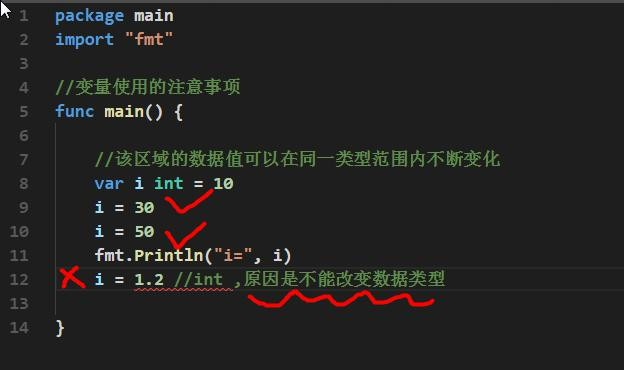 1 package main
2 import "fmt"
3
4 //变量使用的注意事项
5 func main() {
6
7 //该区域的数据值可以在同一类型范围内不断变化
8 var i int = 10
9 i = 30
10 i = 50
11 fmt.Println("i=", i)
12 i = 1.2 //int ,原因是不能改变数据类型
13
14 }